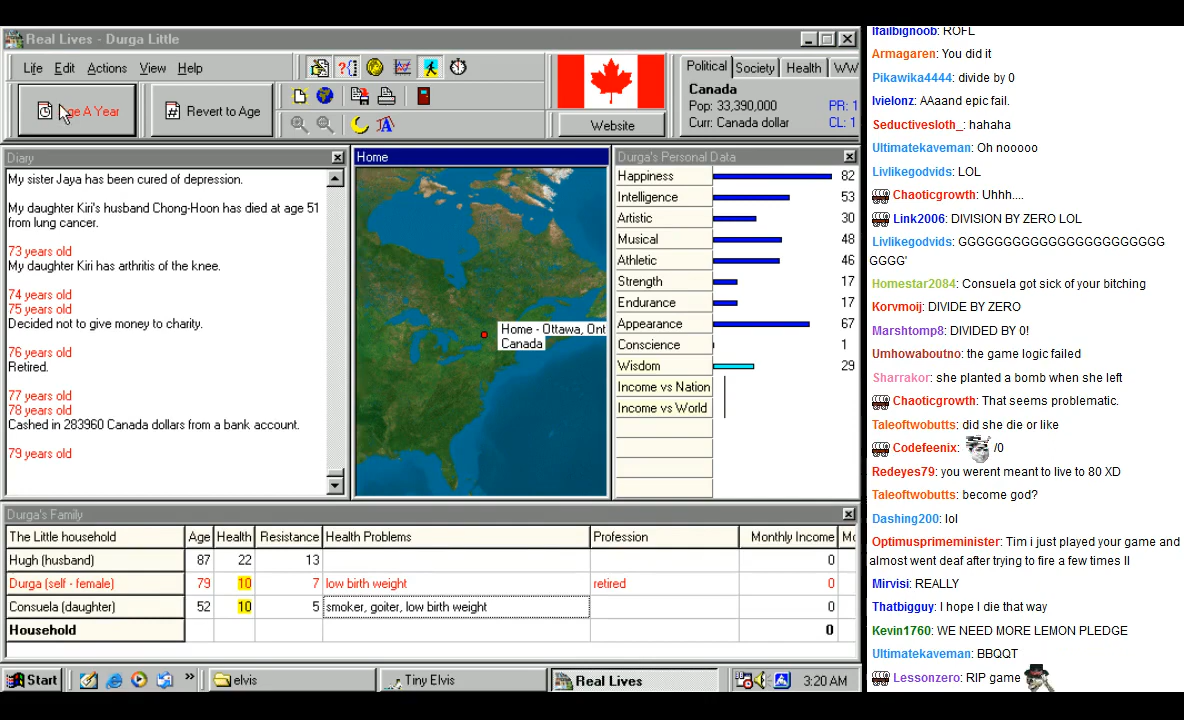 Real Lives - Durga Little
Life Edit Actions View Help
Age A Year
Revert to Age
Website
Political Society Health WW
Canada
Pop: 33,390,000 PR: 1
Curr: Canada dollar CL: 1
Diary
My sister Jaya has been cured of depression.
My daughter Kiri's husband Chong-Hoon has died at age 51
from lung cancer.
73 years old
My daughter Kiri has arthritis of the knee.
74 years old
75 years old
Decided not to give money to charity.
76 years old
Retired.
77 years old
78 years old
Cashed in 283960 Canada dollars from a bank account.
79 years old
Home
Home - Ottawa, Ont
Canada
Durga's Personal Data
Happiness 82
Intelligence 53
Artistic 30
Musical 48
Athletic 46
Strength 17
Endurance 17
Appearance 67
Conscience 1
Wisdom 29
Income vs Nation
Income vs World
Durga's Family
The Little household Age Health Resistance Health Problems Profession Monthly Income Mo
Hugh (husband) 87 22 13 0
Durga (self - female) 79 10 7 low birth weight retired 0
Consuela (daughter) 52 10 5 smoker, goiter, low birth weight 0
Household 0
Start » elvis Tiny Elvis Real Lives 3:20 AM
Ifailbignoob: ROFL
Armagaren: You did it
Pikawika4444: divide by 0
Ivielonz: AAaand epic fail.
Seductivesloth_: hahaha
Ultimatekaveman: Oh nooooo
Livlikegodvids: LOL
Chaoticgrowth: Uhhh....
Link2006: DIVISION BY ZERO LOL
Livlikegodvids: GGGGGGGGGGGGGGGGGGGGGGG
GGGG'
Homestar2084: Consuela got sick of your bitching
Korvmoij: DIVIDE BY ZERO
Marshtomp8: DIVIDED BY 0!
Umhowaboutno: the game logic failed
Sharrakor: she planted a bomb when she left
Chaoticgrowth: That seems problematic.
Taleoftwobutts: did she die or like
Codefeenix: /0
Redeyes79: you werent meant to live to 80 XD
Taleoftwobutts: become god?
Dashing200: lol
Optimusprimeminister: Tim i just played your game and
almost went deaf after trying to fire a few times ll
Mirvisi: REALLY
Thatbigguy: I hope I die that way
Kevin1760: WE NEED MORE LEMON PLEDGE
Ultimatekaveman: BBQQT
Lessonzero: RIP game